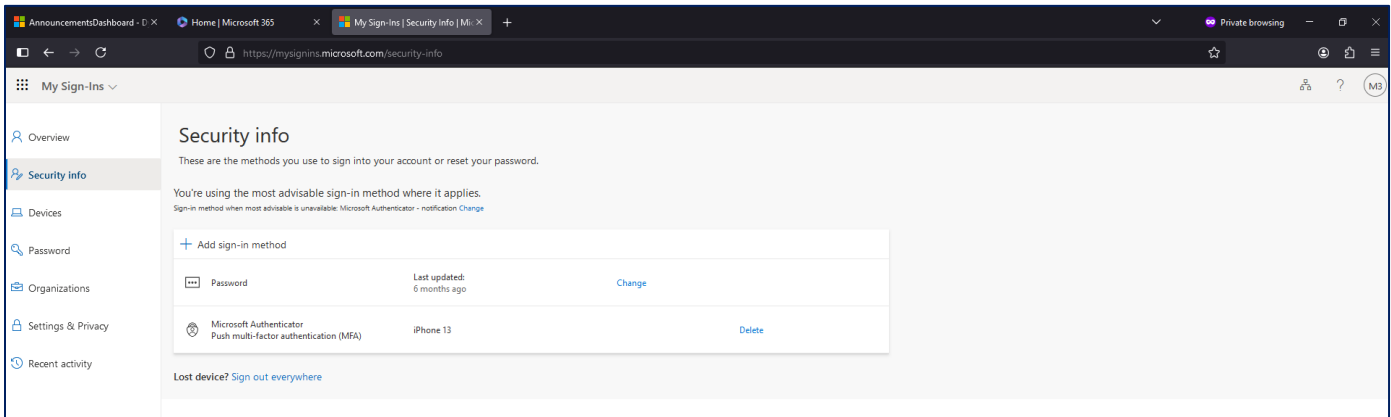 AnnouncementsDashboard - D
Home | Microsoft 365
My Sign-Ins | Security Info | Mic
Private browsing
https://mysignins.microsoft.com/security-info
My Sign-Ins
M3
Overview
Security info
Devices
Password
Organizations
Settings & Privacy
Recent activity
Security info
These are the methods you use to sign into your account or reset your password.
You're using the most advisable sign-in method where it applies.
Sign-in method when most advisable is unavailable: Microsoft Authenticator - notification Change
Add sign-in method
Password
Last updated:
6 months ago
Change
Microsoft Authenticator
Push multi-factor authentication (MFA)
iPhone 13
Delete
Lost device? Sign out everywhere